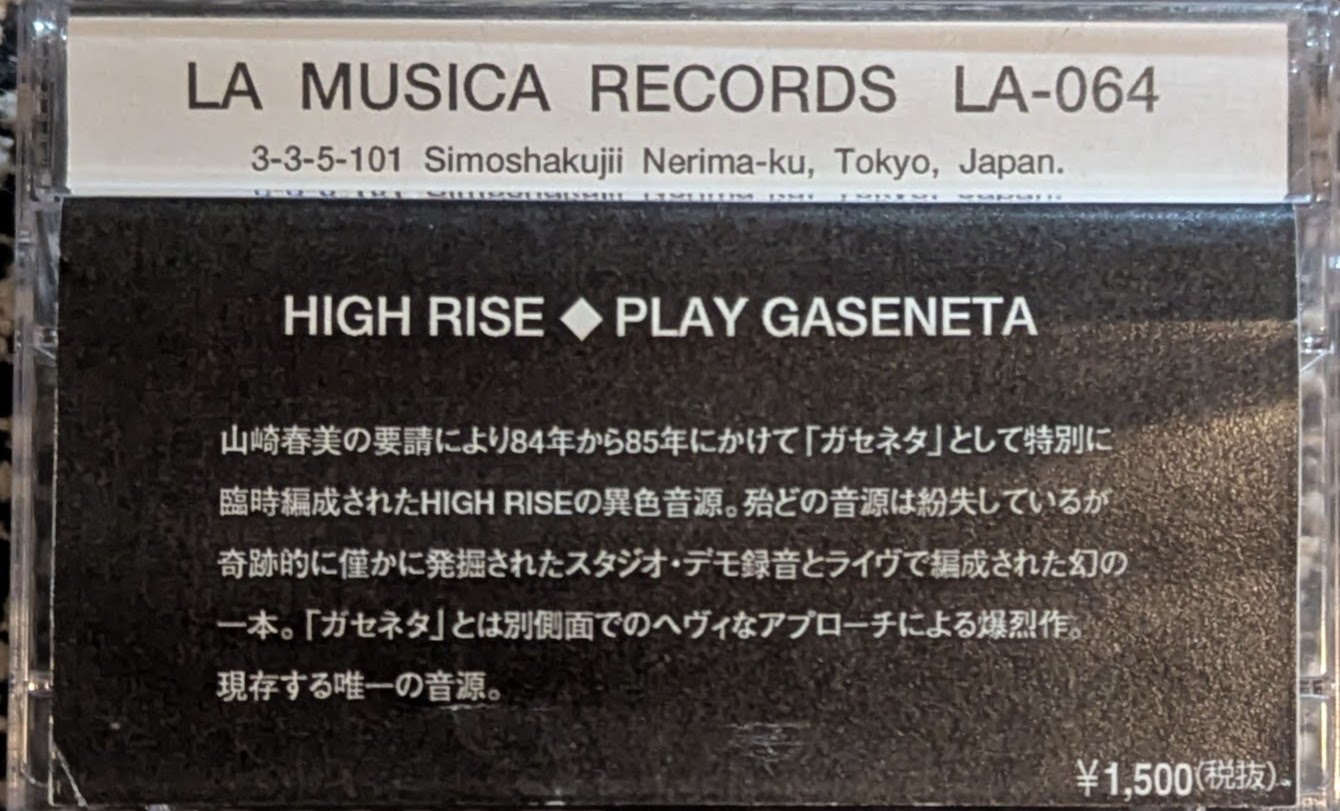 LA MUSICA RECORDS LA-064
3-3-5-101 Simoshakujii Nerima-ku, Tokyo, Japan.
HIGH RISE ◆ PLAY GASENETA
山崎春美の要請により84年から85年にかけて「ガセネタ」として特別に
臨時編成されたHIGH RISEの異色音源。殆どの音源は紛失しているが
奇跡的に僅かに発掘されたスタジオ・デモ録音とライヴで編成された幻の
一本。「ガセネタ」とは別側面でのヘヴィなアプローチによる爆烈作。
現存する唯一の音源。
¥1,500(税抜)